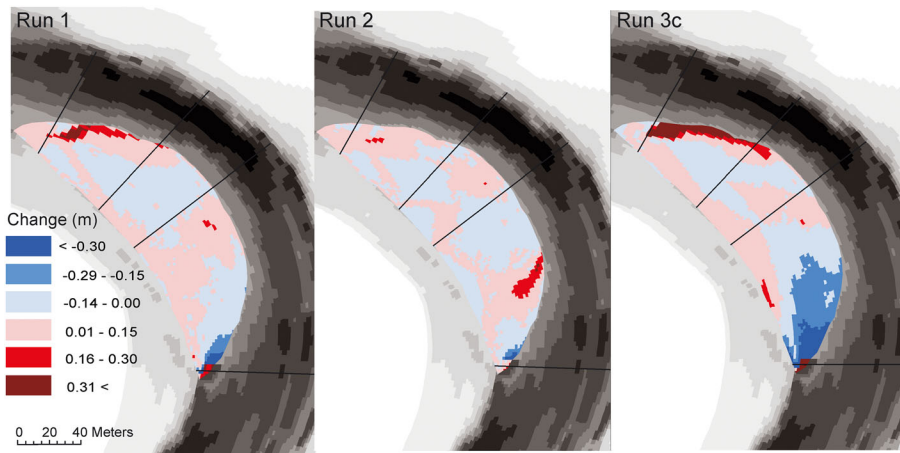 Run 1
Run 2
Run 3c
Change (m)
< -0.30
-0.29 - -0.15
-0.14 - 0.00
0.01 - 0.15
0.16 - 0.30
0.31 <
0 20 40 Meters